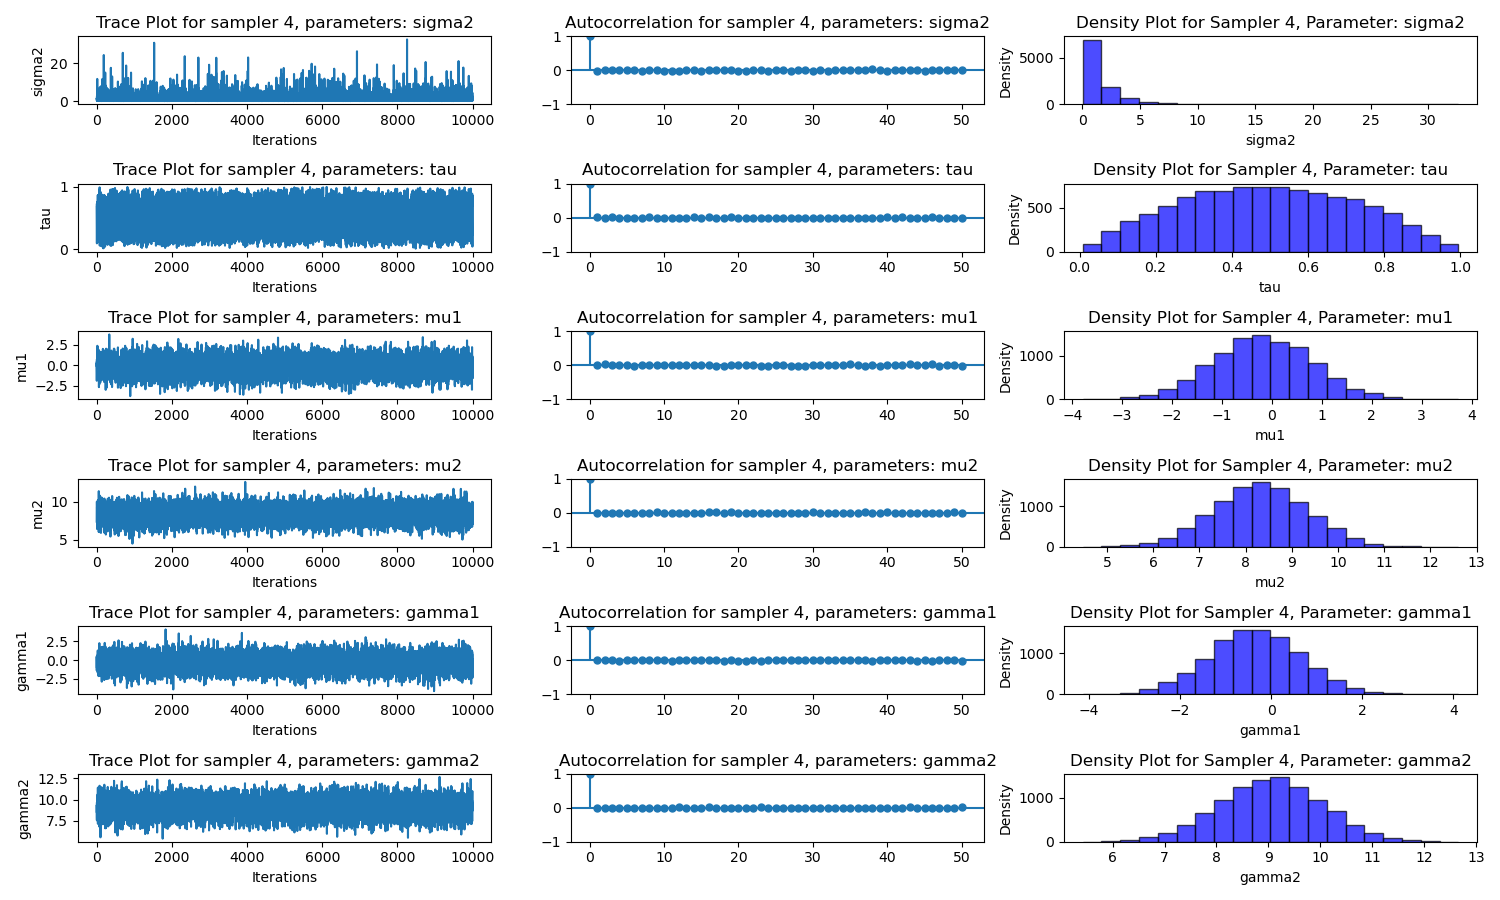 Trace Plot for sampler 4, parameters: sigma2
sigma2
20
0
0 2000 4000 6000 8000 10000
Iterations
Autocorrelation for sampler 4, parameters: sigma2
1
0
−1
0 10 20 30 40 50
Density Plot for Sampler 4, Parameter: sigma2
Density
5000
0
0 5 10 15 20 25 30
sigma2
Trace Plot for sampler 4, parameters: tau
tau
1
0
0 2000 4000 6000 8000 10000
Iterations
Autocorrelation for sampler 4, parameters: tau
1
0
−1
0 10 20 30 40 50
Density Plot for Sampler 4, Parameter: tau
Density
500
0
0.0 0.2 0.4 0.6 0.8 1.0
tau
Trace Plot for sampler 4, parameters: mu1
mu1
2.5
0.0
−2.5
0 2000 4000 6000 8000 10000
Iterations
Autocorrelation for sampler 4, parameters: mu1
1
0
−1
0 10 20 30 40 50
Density Plot for Sampler 4, Parameter: mu1
Density
1000
0
−4 −3 −2 −1 0 1 2 3 4
mu1
Trace Plot for sampler 4, parameters: mu2
mu2
10
5
0 2000 4000 6000 8000 10000
Iterations
Autocorrelation for sampler 4, parameters: mu2
1
0
−1
0 10 20 30 40 50
Density Plot for Sampler 4, Parameter: mu2
Density
1000
0
5 6 7 8 9 10 11 12 13
mu2
Trace Plot for sampler 4, parameters: gamma1
gamma1
2.5
0.0
−2.5
0 2000 4000 6000 8000 10000
Iterations
Autocorrelation for sampler 4, parameters: gamma1
1
0
−1
0 10 20 30 40 50
Density Plot for Sampler 4, Parameter: gamma1
Density
1000
0
−4 −2 0 2 4
gamma1
Trace Plot for sampler 4, parameters: gamma2
gamma2
12.5
10.0
7.5
0 2000 4000 6000 8000 10000
Iterations
Autocorrelation for sampler 4, parameters: gamma2
1
0
−1
0 10 20 30 40 50
Density Plot for Sampler 4, Parameter: gamma2
Density
1000
0
6 7 8 9 10 11 12 13
gamma2